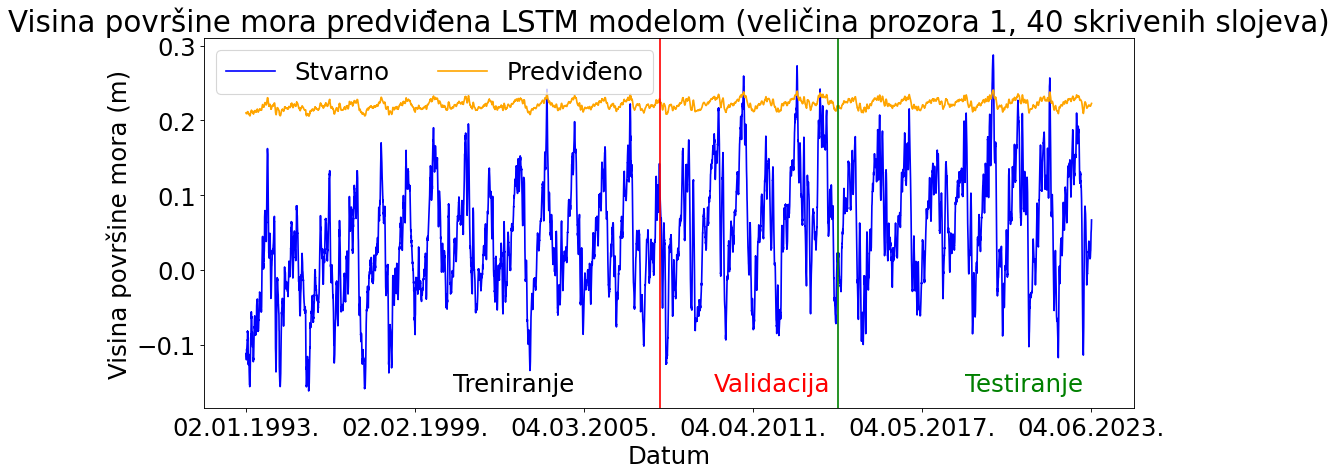 Visina površine mora predviđena LSTM modelom (veličina prozora 1, 40 skrivenih slojeva)
Stvarno
Predviđeno
Visina površine mora (m)
0.3
0.2
0.1
0.0
−0.1
Treniranje
Validacija
Testiranje
02.01.1993.
02.02.1999.
04.03.2005.
04.04.2011.
04.05.2017.
04.06.2023.
Datum